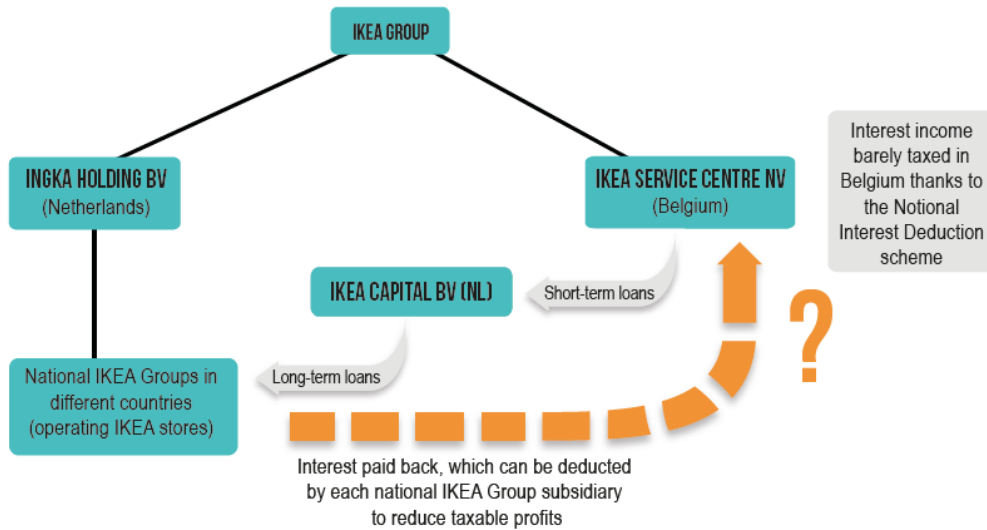 IKEA GROUP
INGKA HOLDING BV
(Netherlands)
IKEA SERVICE CENTRE NV
(Belgium)
Interest income
barely taxed in
Belgium thanks to
the Notional
Interest Deduction
scheme
IKEA CAPITAL BV (NL)
Short-term loans
?
National IKEA Groups in
different countries
(operating IKEA stores)
Long-term loans
Interest paid back, which can be deducted
by each national IKEA Group subsidiary
to reduce taxable profits